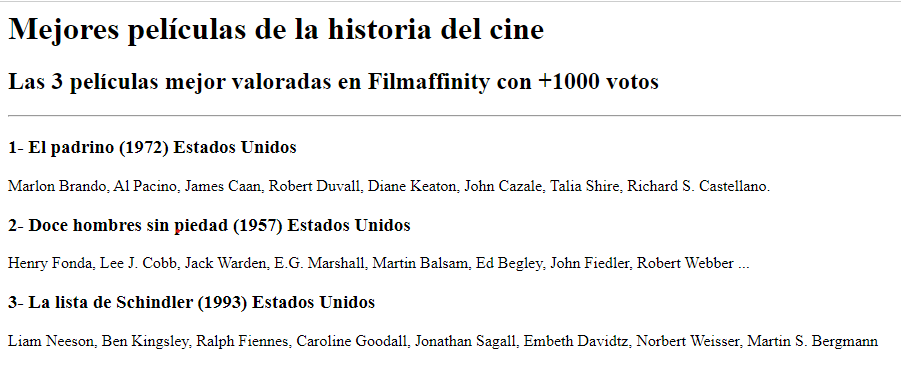 Mejores películas de la historia del cine
Las 3 películas mejor valoradas en Filmaffinity con +1000 votos
1- El padrino (1972) Estados Unidos
Marlon Brando, Al Pacino, James Caan, Robert Duvall, Diane Keaton, John Cazale, Talia Shire, Richard S. Castellano.
2- Doce hombres sin piedad (1957) Estados Unidos
Henry Fonda, Lee J. Cobb, Jack Warden, E.G. Marshall, Martin Balsam, Ed Begley, John Fiedler, Robert Webber ...
3- La lista de Schindler (1993) Estados Unidos
Liam Neeson, Ben Kingsley, Ralph Fiennes, Caroline Goodall, Jonathan Sagall, Embeth Davidtz, Norbert Weisser, Martin S. Bergmann